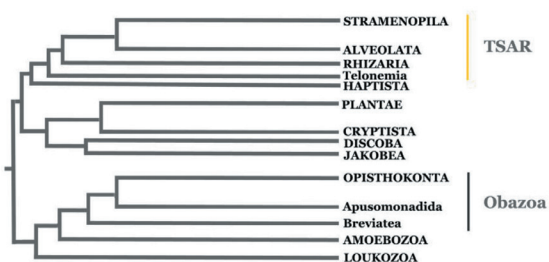 STRAMENOPILA
TSAR
ALVEOLATA
RHIZARIA
Telonemia
HAPTISTA
PLANTAE
CRYPTISTA
DISCOBA
JAKOBEA
OPISTHOKONTA
Obazoa
Apusomonadida
Breviatea
AMOEBOZOA
LOUKOZOA